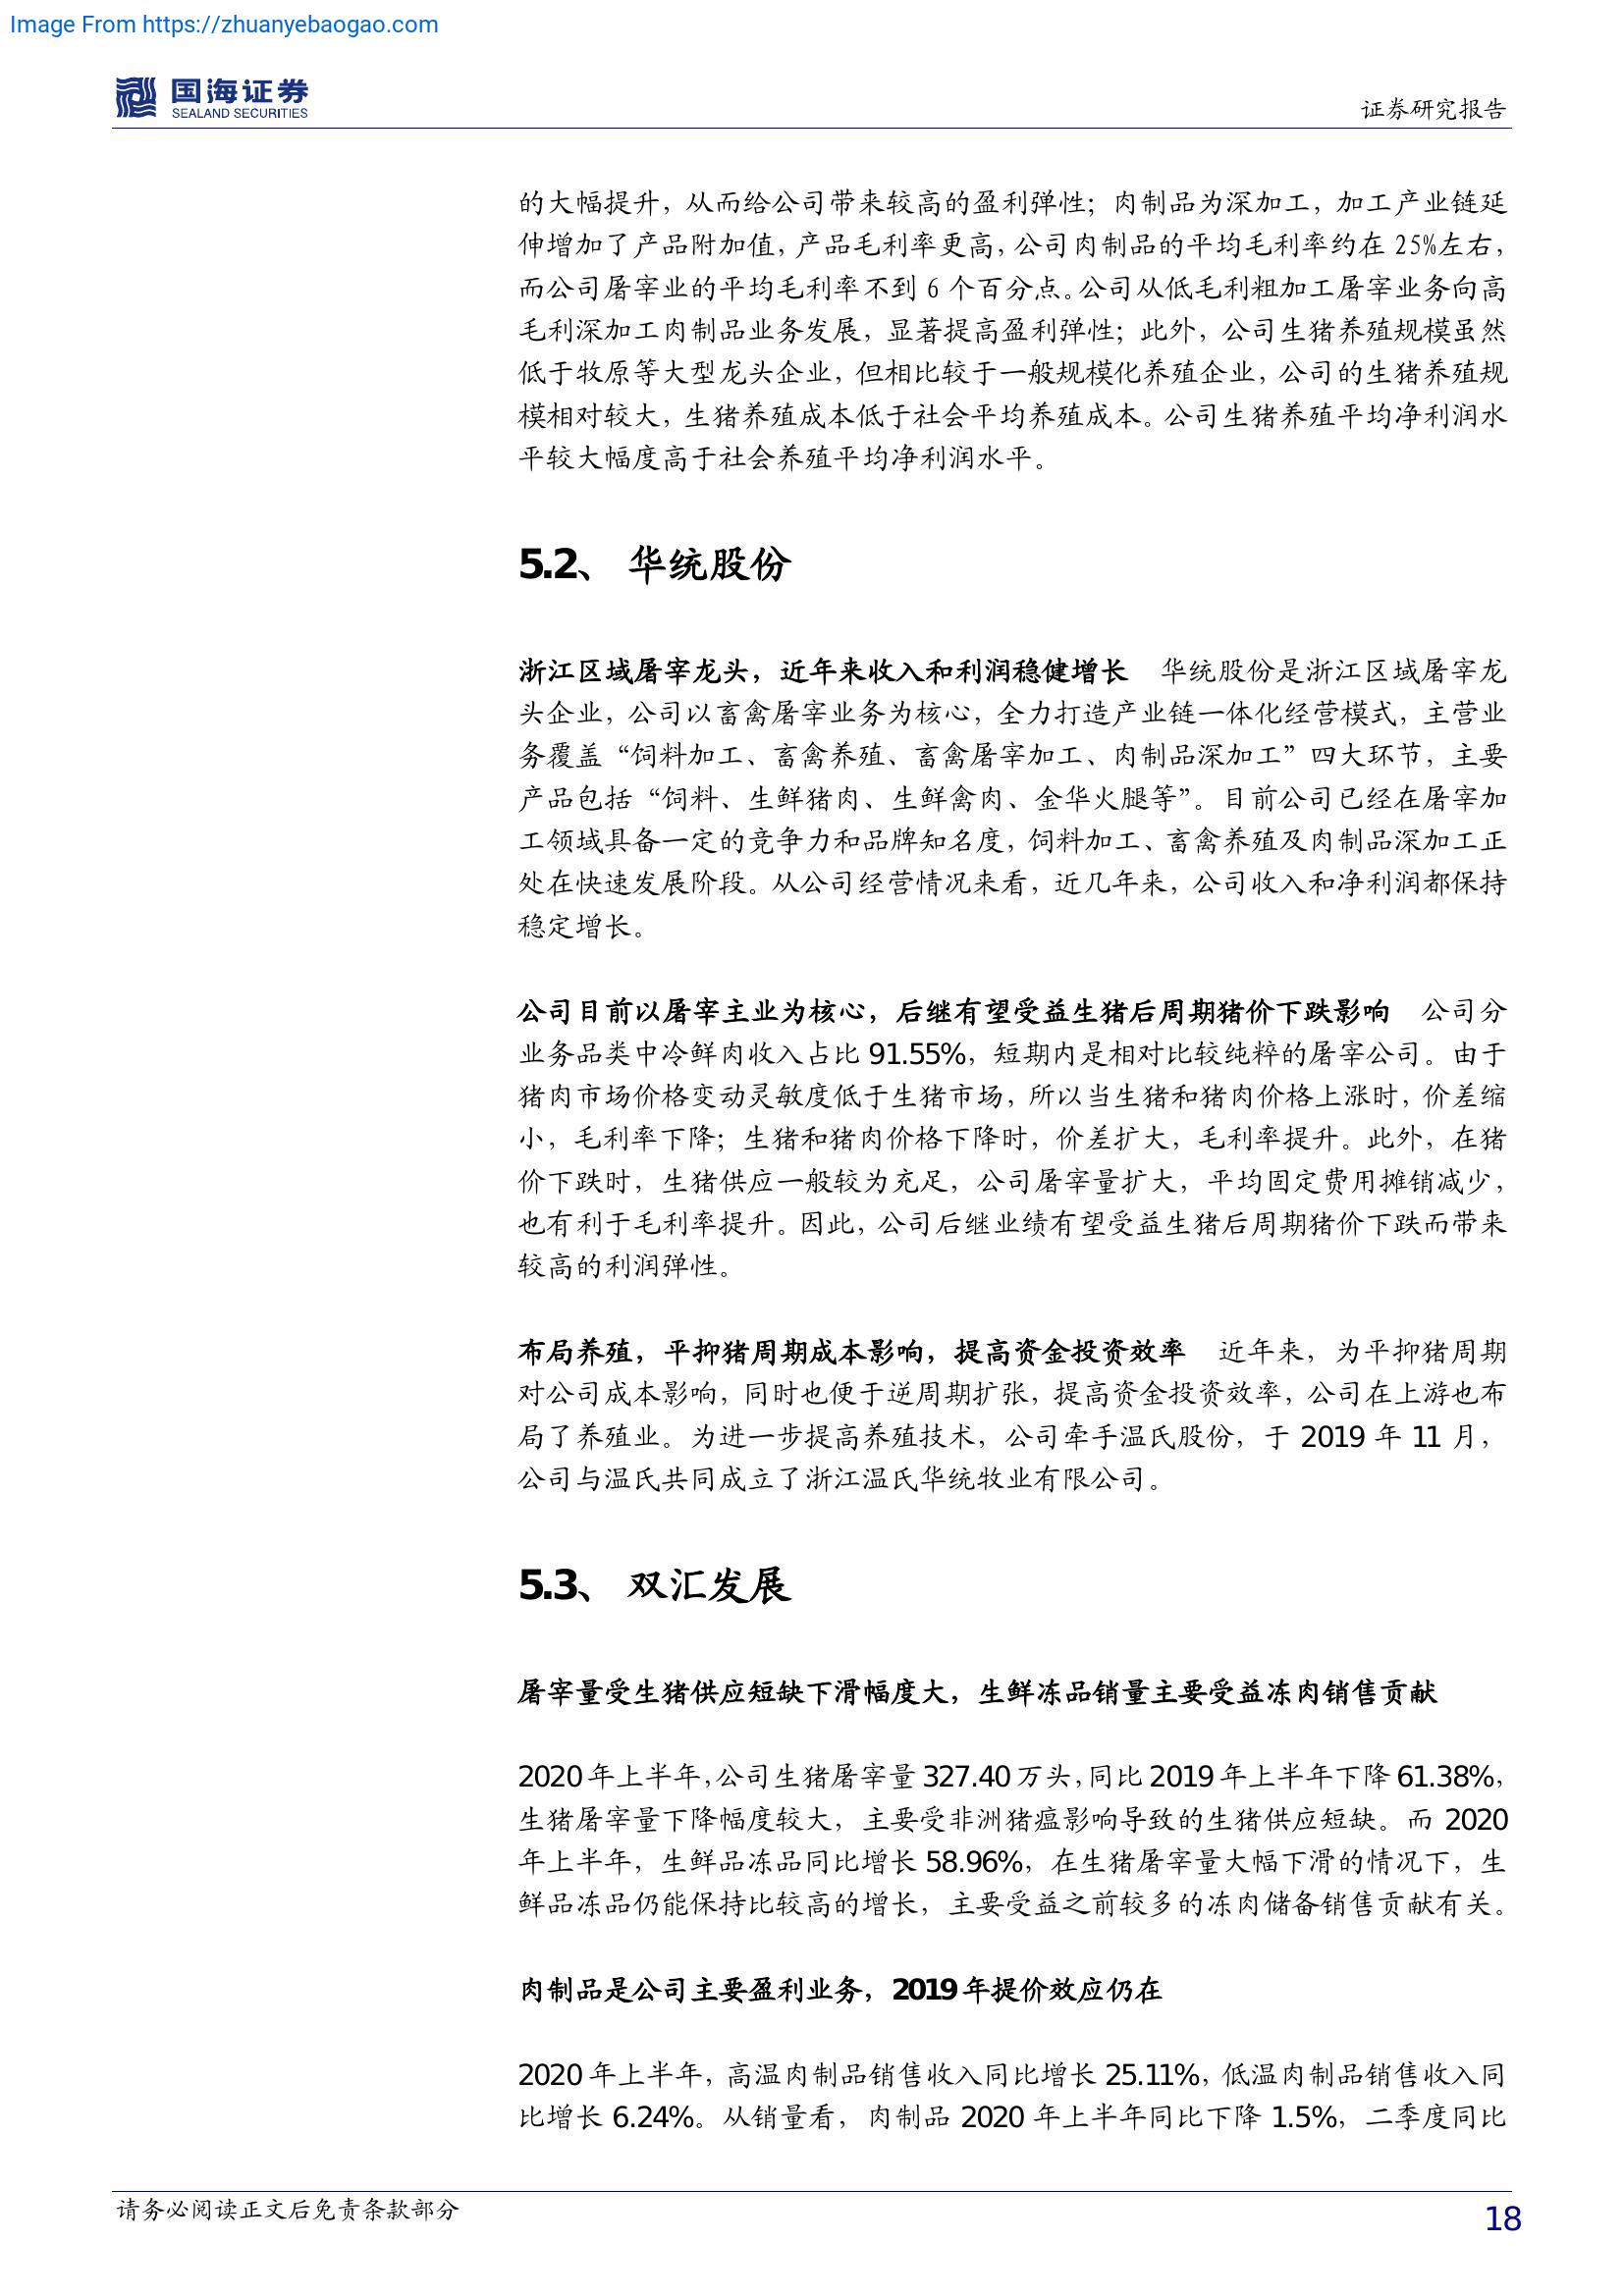 Image From https://zhuanyebaogao.com
国海证券
SEALAND SECURITIES
证券研究报告
的大幅提升，从而给公司带来较高的盈利弹性；肉制品为深加工，加工产业链延
伸增加了产品附加值，产品毛利率更高，公司肉制品的平均毛利率约在 25%左右，
而公司屠宰业的平均毛利率不到 6 个百分点。公司从低毛利粗加工屠宰业务向高
毛利深加工肉制品业务发展，显著提高盈利弹性；此外，公司生猪养殖规模虽然
低于牧原等大型龙头企业，但相比较于一般规模化养殖企业，公司的生猪养殖规
模相对较大，生猪养殖成本低于社会平均养殖成本。公司生猪养殖平均净利润水
平较大幅度高于社会养殖平均净利润水平。
5.2、 华统股份
浙江区域屠宰龙头，近年来收入和利润稳健增长 华统股份是浙江区域屠宰龙
头企业，公司以畜禽屠宰业务为核心，全力打造产业链一体化经营模式，主营业
务覆盖“饲料加工、畜禽养殖、畜禽屠宰加工、肉制品深加工”四大环节，主要
产品包括“饲料、生鲜猪肉、生鲜禽肉、金华火腿等”。目前公司已经在屠宰加
工领域具备一定的竞争力和品牌知名度，饲料加工、畜禽养殖及肉制品深加工正
处在快速发展阶段。从公司经营情况来看，近几年来，公司收入和净利润都保持
稳定增长。
公司目前以屠宰主业为核心，后继有望受益生猪后周期猪价下跌影响 公司分
业务品类中冷鲜肉收入占比 91.55%，短期内是相对比较纯粹的屠宰公司。由于
猪肉市场价格变动灵敏度低于生猪市场，所以当生猪和猪肉价格上涨时，价差缩
小，毛利率下降；生猪和猪肉价格下降时，价差扩大，毛利率提升。此外，在猪
价下跌时，生猪供应一般较为充足，公司屠宰量扩大，平均固定费用摊销减少，
也有利于毛利率提升。因此，公司后继业绩有望受益生猪后周期猪价下跌而带来
较高的利润弹性。
布局养殖，平抑猪周期成本影响，提高资金投资效率 近年来，为平抑猪周期
对公司成本影响，同时也便于逆周期扩张，提高资金投资效率，公司在上游也布
局了养殖业。为进一步提高养殖技术，公司牵手温氏股份，于 2019 年 11 月，
公司与温氏共同成立了浙江温氏华统牧业有限公司。
5.3、 双汇发展
屠宰量受生猪供应短缺下滑幅度大，生鲜冻品销量主要受益冻肉销售贡献
2020 年上半年，公司生猪屠宰量 327.40 万头，同比 2019 年上半年下降 61.38%，
生猪屠宰量下降幅度较大，主要受非洲猪瘟影响导致的生猪供应短缺。而 2020
年上半年，生鲜品冻品同比增长 58.96%，在生猪屠宰量大幅下滑的情况下，生
鲜品冻品仍能保持比较高的增长，主要受益之前较多的冻肉储备销售贡献有关。
肉制品是公司主要盈利业务，2019 年提价效应仍在
2020 年上半年，高温肉制品销售收入同比增长 25.11%，低温肉制品销售收入同
比增长 6.24%。从销量看，肉制品 2020 年上半年同比下降 1.5%，二季度同比
请务必阅读正文后免责条款部分
18